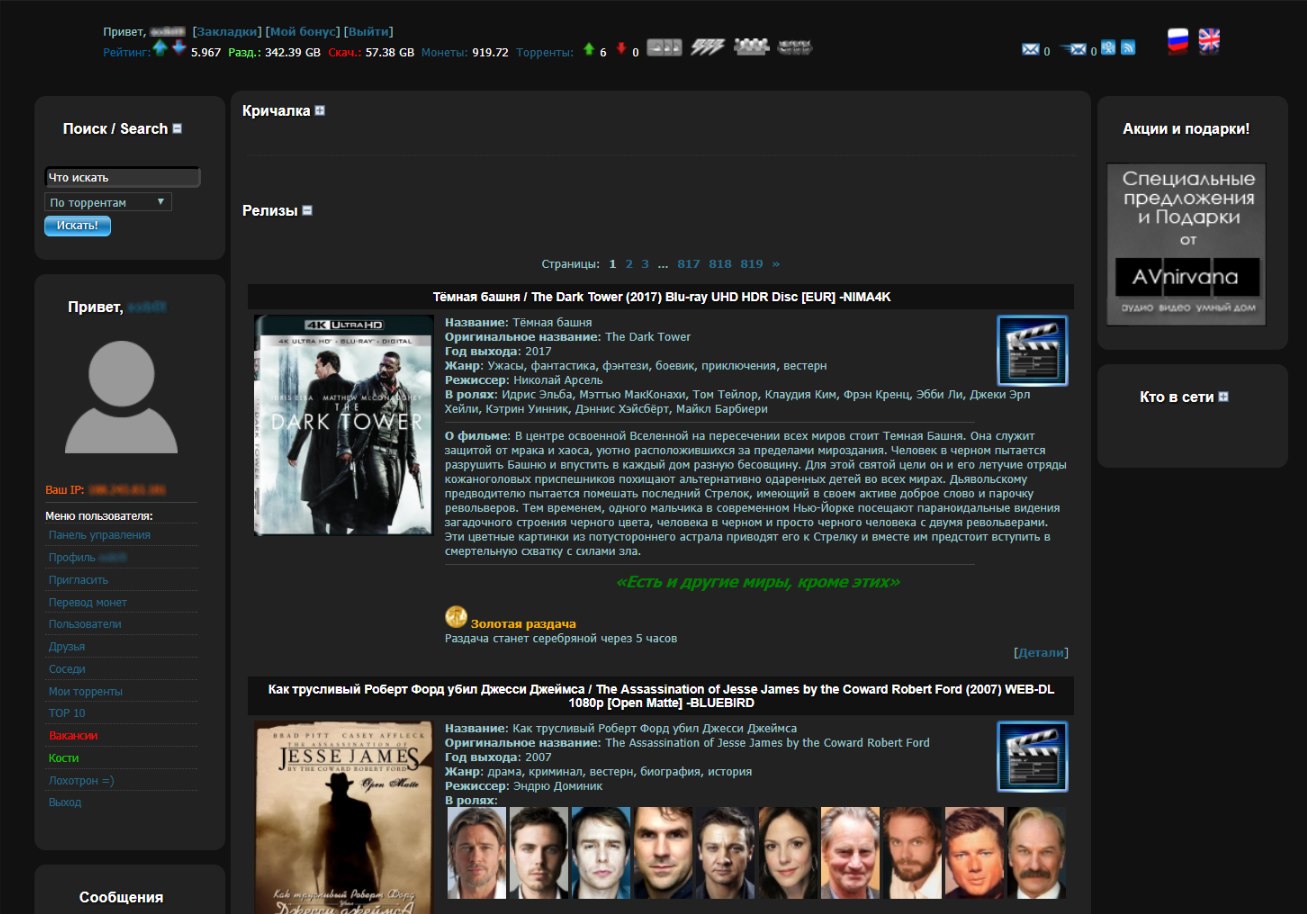 Привет, [Закладки] [Мой бонус] [Выйти]
Рейтинг: 5.967 Разд.: 342.39 GB Скач.: 57.38 GB Монеты: 919.72 Торренты: 6 0
0 0
Поиск / Search
Что искать
По торрентам
Искать!
Привет,
Ваш IP:
Меню пользователя:
Панель управления
Профиль
Пригласить
Перевод монет
Пользователи
Друзья
Соседи
Мои торренты
TOP 10
Вакансии
Кости
Лохотрон =)
Выход
Сообщения
Кричалка
Релизы
Страницы: 1 2 3 ... 817 818 819 »
Тёмная башня / The Dark Tower (2017) Blu-ray UHD HDR Disc [EUR] -NIMA4K
4K ULTRA HD
4K ULTRA HD · BLU-RAY · DIGITAL
IDRIS ELBA MATTHEW McCONAUGHEY
THE
DARK TOWER
Название: Тёмная башня
Оригинальное название: The Dark Tower
Год выхода: 2017
Жанр: Ужасы, фантастика, фэнтези, боевик, приключения, вестерн
Режиссер: Николай Арсель
В ролях: Идрис Эльба, Мэттью МакКонахи, Том Тейлор, Клаудия Ким, Фрэн Кренц, Эбби Ли, Джеки Эрл
Хейли, Кэтрин Уинник, Дэннис Хэйсбёрт, Майкл Барбиери
О фильме: В центре освоенной Вселенной на пересечении всех миров стоит Темная Башня. Она служит
защитой от мрака и хаоса, уютно расположившихся за пределами мироздания. Человек в черном пытается
разрушить Башню и впустить в каждый дом разную бесовщину. Для этой святой цели он и его летучие отряды
кожаноголовых приспешников похищают альтернативно одаренных детей во всех мирах. Дьявольскому
предводителю пытается помешать последний Стрелок, имеющий в своем активе доброе слово и парочку
револьверов. Тем временем, одного мальчика в современном Нью-Йорке посещают параноидальные видения
загадочного строения черного цвета, человека в черном и просто черного человека с двумя револьверами.
Эти цветные картинки из потустороннего астрала приводят его к Стрелку и вместе им предстоит вступить в
смертельную схватку с силами зла.
«Есть и другие миры, кроме этих»
Золотая раздача
Раздача станет серебряной через 5 часов
[Детали]
Как трусливый Роберт Форд убил Джесси Джеймса / The Assassination of Jesse James by the Coward Robert Ford (2007) WEB-DL
1080p [Open Matte] -BLUEBIRD
BRAD PITT CASEY AFFLECK
THE ASSASSINATION OF
JESSE JAMES
BY THE COWARD ROBERT FORD
Open Matte
Как трусливый Роберт Форд
убил
Джесси Джеймса
Название: Как трусливый Роберт Форд убил Джесси Джеймса
Оригинальное название: The Assassination of Jesse James by the Coward Robert Ford
Год выхода: 2007
Жанр: драма, криминал, вестерн, биография, история
Режиссер: Эндрю Доминик
В ролях:
Акции и подарки!
Специальные
предложения
и Подарки
от
AVnirvana
аудио видео умный дом
Кто в сети